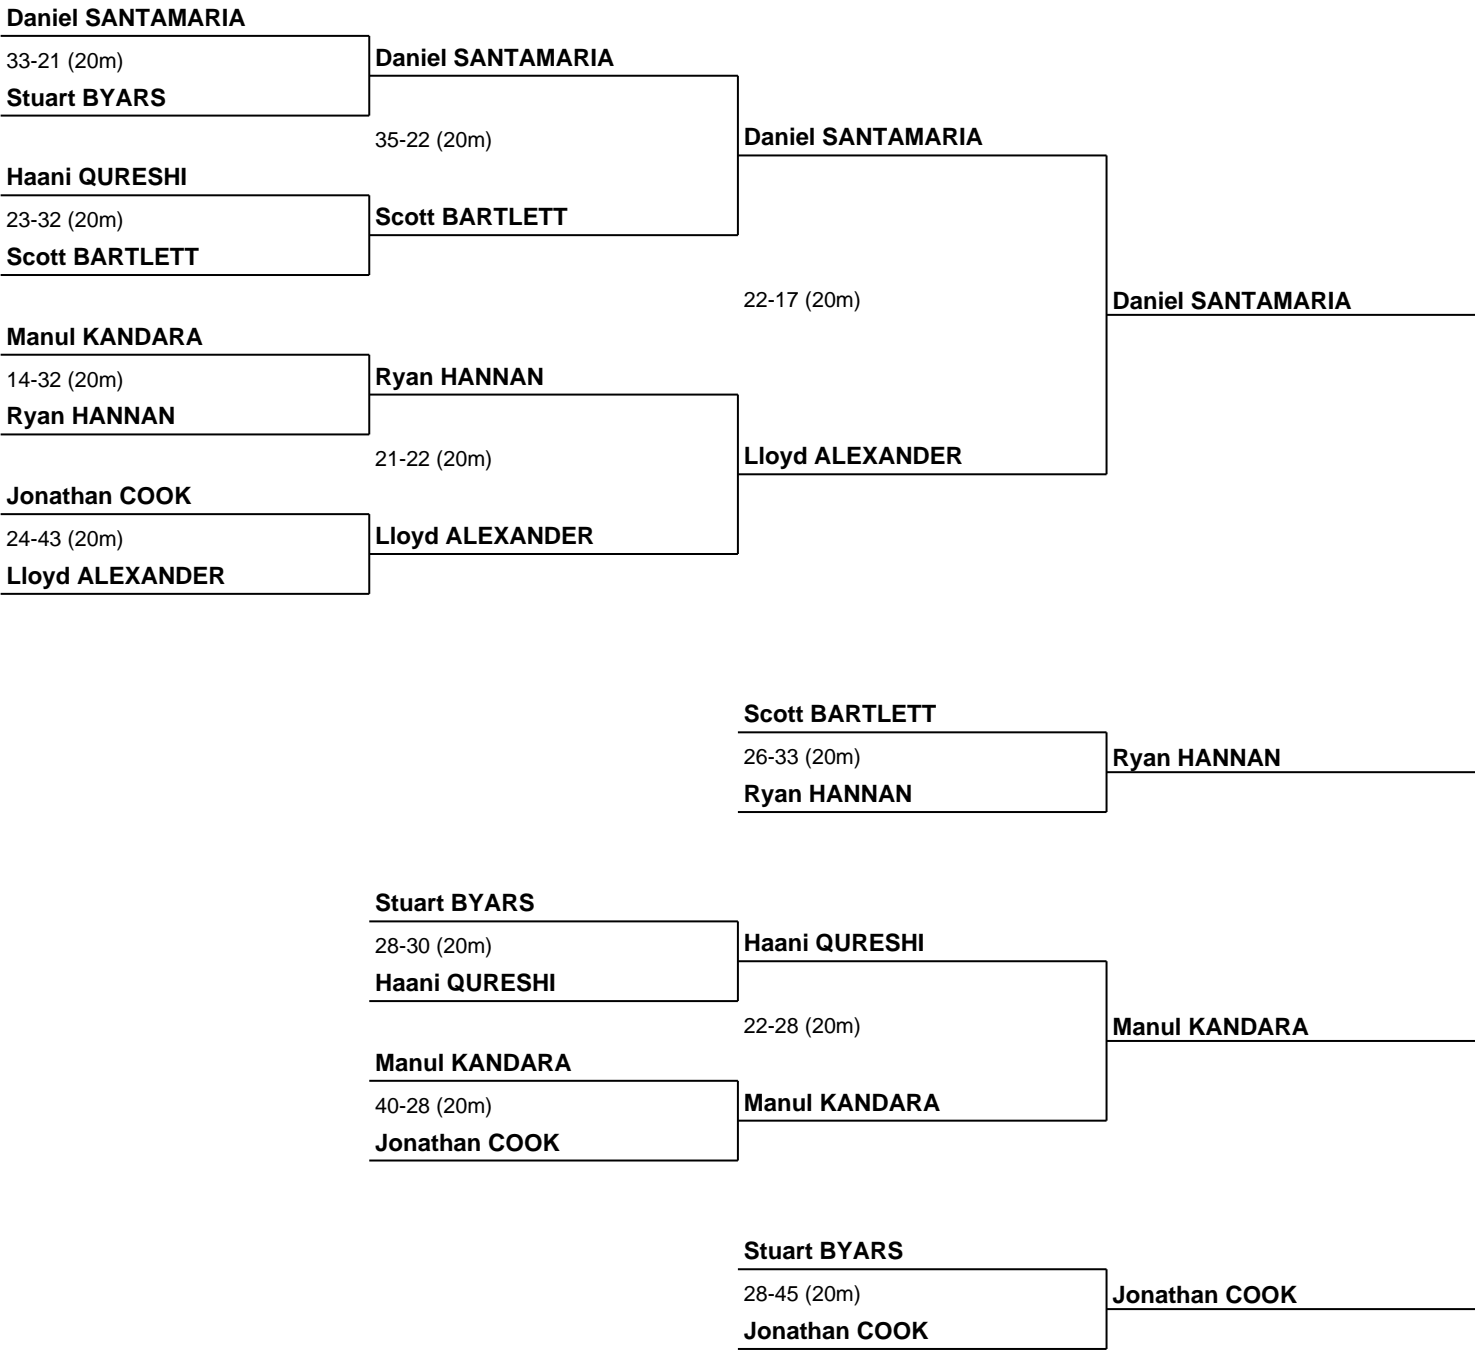 Daniel SANTAMARIA
33-21 (20m)
Daniel SANTAMARIA
Stuart BYARS
35-22 (20m)
Daniel SANTAMARIA
Haani QURESHI
23-32 (20m)
Scott BARTLETT
Scott BARTLETT
22-17 (20m)
Daniel SANTAMARIA
Manul KANDARA
14-32 (20m)
Ryan HANNAN
Ryan HANNAN
21-22 (20m)
Lloyd ALEXANDER
Jonathan COOK
24-43 (20m)
Lloyd ALEXANDER
Lloyd ALEXANDER
Scott BARTLETT
26-33 (20m)
Ryan HANNAN
Ryan HANNAN
Stuart BYARS
28-30 (20m)
Haani QURESHI
Haani QURESHI
22-28 (20m)
Manul KANDARA
Manul KANDARA
40-28 (20m)
Manul KANDARA
Jonathan COOK
Stuart BYARS
28-45 (20m)
Jonathan COOK
Jonathan COOK